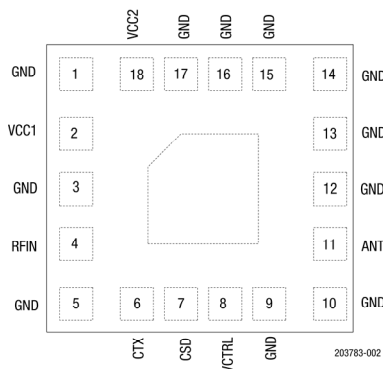 VCC2 GND GND GND
GND 1 18 17 16 15 14 GND
VCC1 2 13 GND
GND 3 12 GND
RFIN 4 11 ANT
GND 5 6 7 8 9 10 GND
CTX CSD VCTRL GND
203783-002